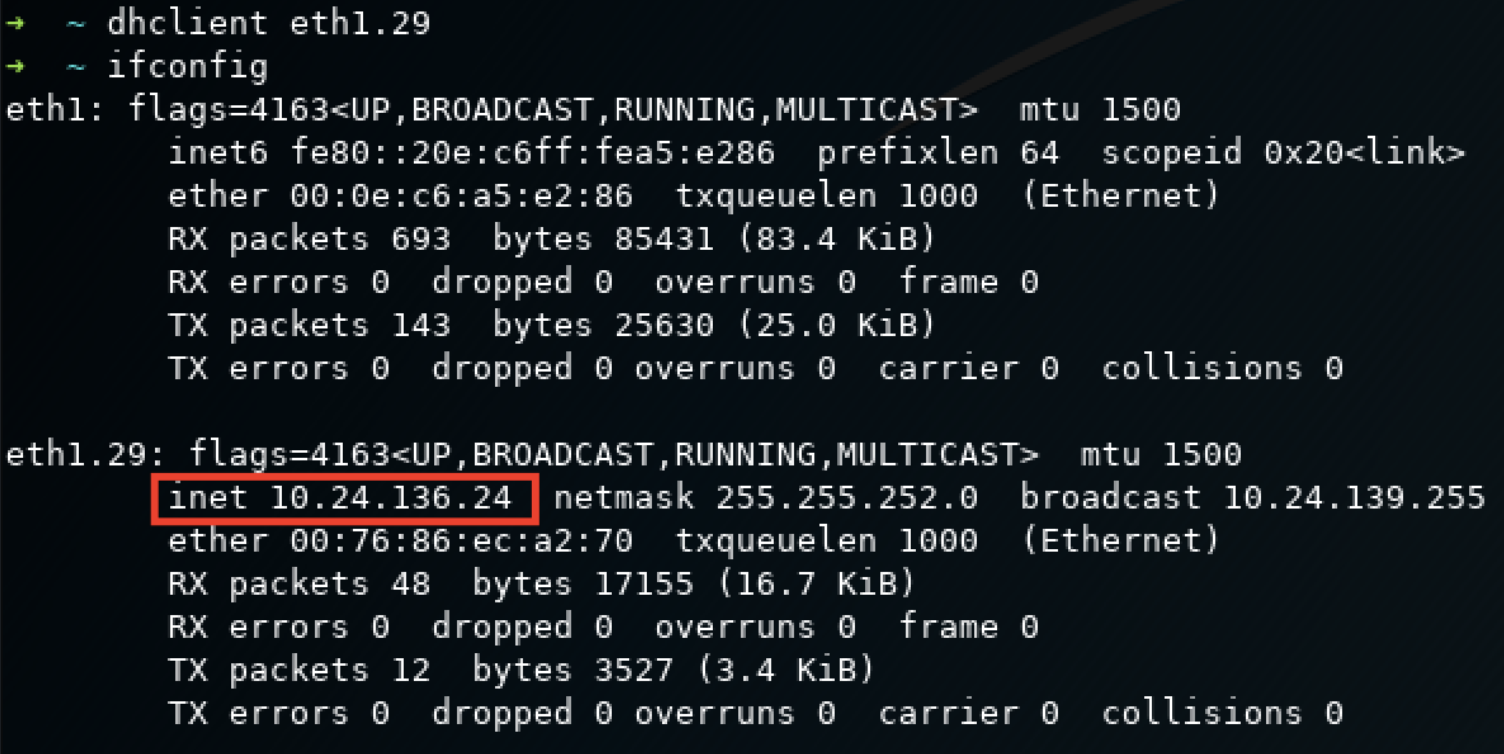 →  ~ dhclient eth1.29
→  ~ ifconfig
eth1: flags=4163<UP,BROADCAST,RUNNING,MULTICAST>  mtu 1500
        inet6 fe80::20e:c6ff:fea5:e286  prefixlen 64  scopeid 0x20<link>
        ether 00:0e:c6:a5:e2:86  txqueuelen 1000  (Ethernet)
        RX packets 693  bytes 85431 (83.4 KiB)
        RX errors 0  dropped 0  overruns 0  frame 0
        TX packets 143  bytes 25630 (25.0 KiB)
        TX errors 0  dropped 0 overruns 0  carrier 0  collisions 0

eth1.29: flags=4163<UP,BROADCAST,RUNNING,MULTICAST>  mtu 1500
        inet 10.24.136.24  netmask 255.255.252.0  broadcast 10.24.139.255
        ether 00:76:86:ec:a2:70  txqueuelen 1000  (Ethernet)
        RX packets 48  bytes 17155 (16.7 KiB)
        RX errors 0  dropped 0  overruns 0  frame 0
        TX packets 12  bytes 3527 (3.4 KiB)
        TX errors 0  dropped 0 overruns 0  carrier 0  collisions 0